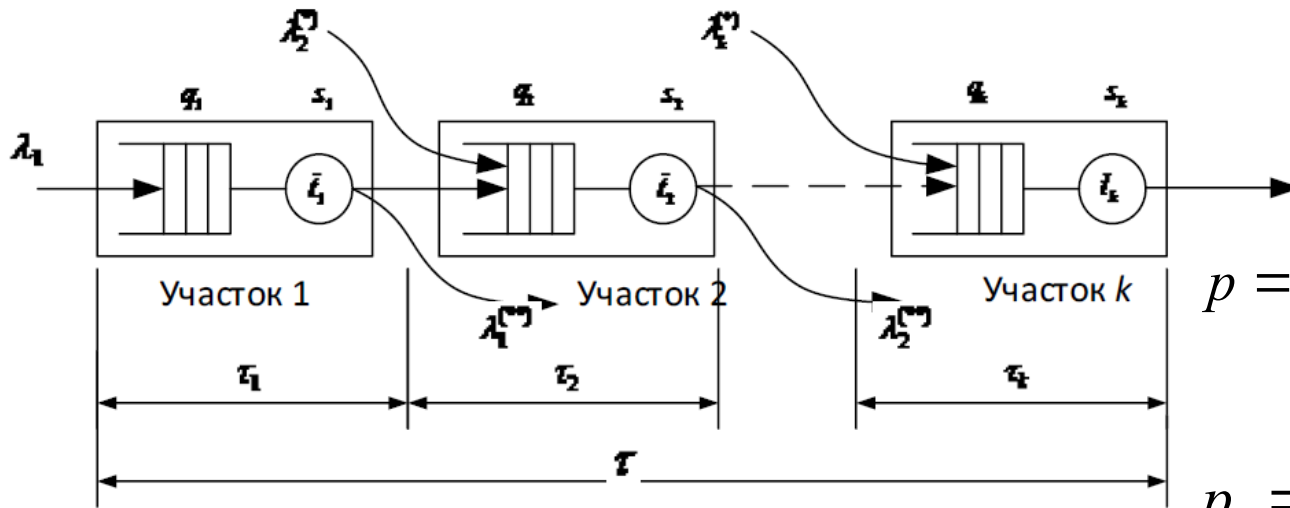 λ₂⁽*⁾ λₖ⁽*⁾
q₁ s₁ q₂ s₂ qₖ sₖ
λ₁
t̄₁ t̄₂ t̄ₖ
Участок 1 Участок 2 Участок k p =
λ₁⁽**⁾ λ₂⁽**⁾
τ₁ τ₂ τₖ
τ
p =